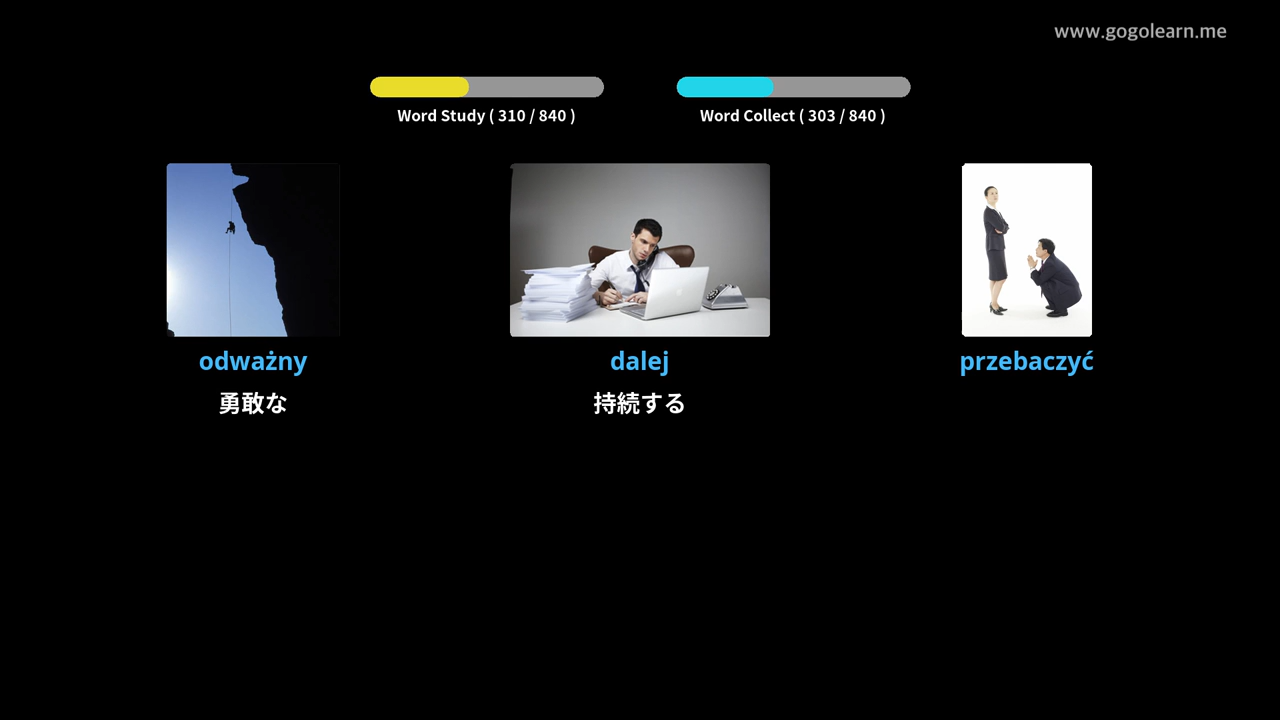 www.gogolearn.me
Word Study ( 310 / 840 )
Word Collect ( 303 / 840 )
odważny
dalej
przebaczyć
勇敢な
持続する